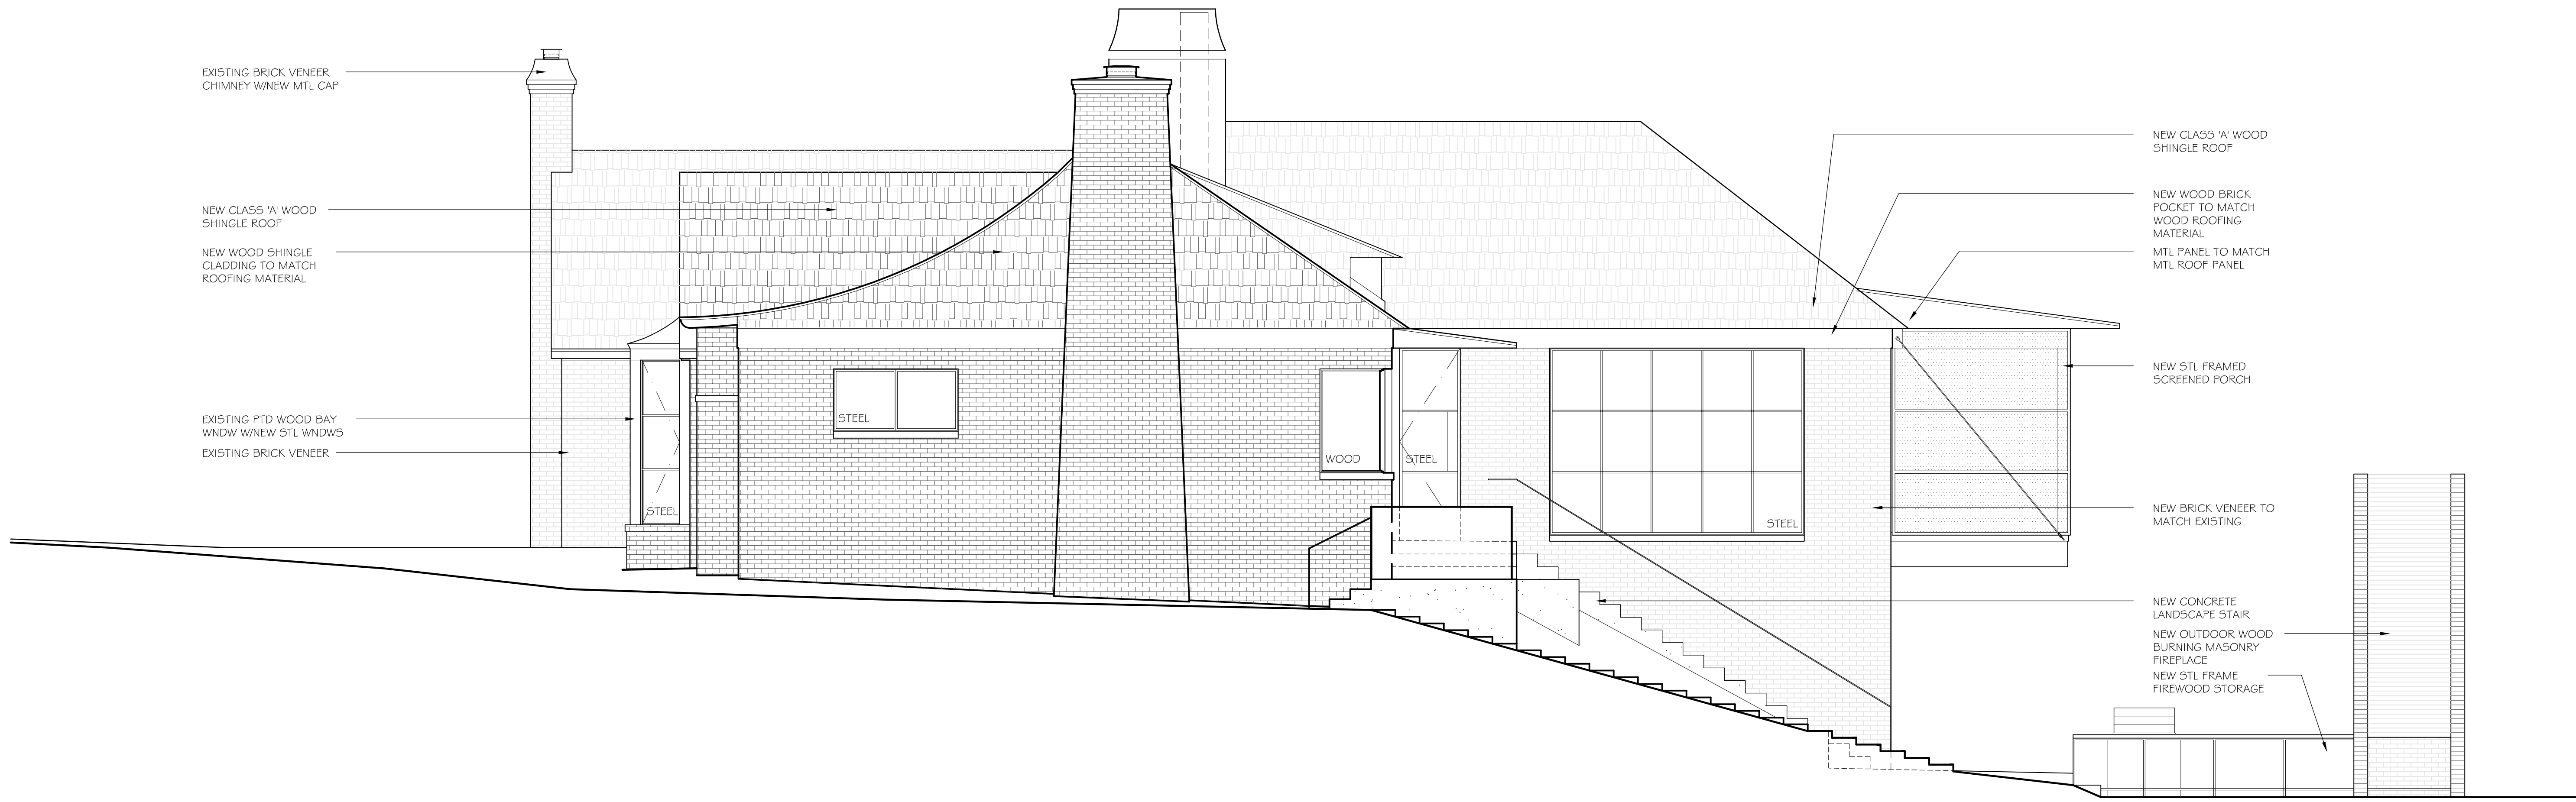 EXISTING BRICK VENEER
CHIMNEY W/NEW MTL CAP
NEW CLASS 'A' WOOD
SHINGLE ROOF
NEW WOOD SHINGLE
CLADDING TO MATCH
ROOFING MATERIAL
EXISTING PTD WOOD BAY
WNDW W/NEW STL WNDWS
EXISTING BRICK VENEER
STEEL
STEEL
WOOD
STEEL
STEEL
NEW CLASS 'A' WOOD
SHINGLE ROOF
NEW WOOD BRICK
POCKET TO MATCH
WOOD ROOFING
MATERIAL
MTL PANEL TO MATCH
MTL ROOF PANEL
NEW STL FRAMED
SCREENED PORCH
NEW BRICK VENEER TO
MATCH EXISTING
NEW CONCRETE
LANDSCAPE STAIR
NEW OUTDOOR WOOD
BURNING MASONRY
FIREPLACE
NEW STL FRAME
FIREWOOD STORAGE